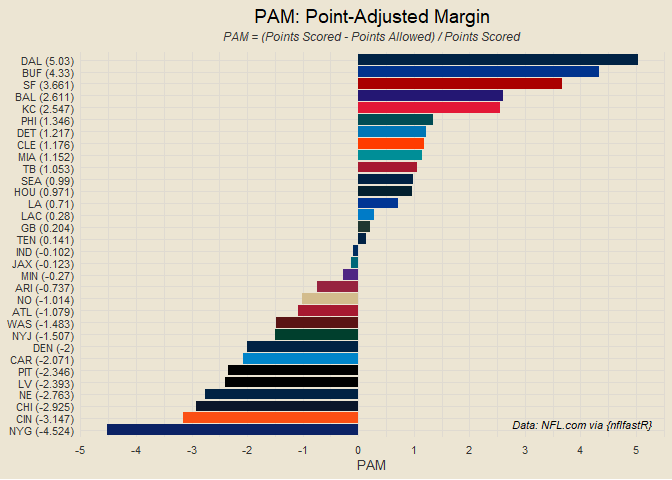 PAM: Point-Adjusted Margin
PAM = (Points Scored - Points Allowed) / Points Scored
DAL (5.03)
BUF (4.33)
SF (3.661)
BAL (2.611)
KC (2.547)
PHI (1.346)
DET (1.217)
CLE (1.176)
MIA (1.152)
TB (1.053)
SEA (0.99)
HOU (0.971)
LA (0.71)
LAC (0.28)
GB (0.204)
TEN (0.141)
IND (-0.102)
JAX (-0.123)
MIN (-0.27)
ARI (-0.737)
NO (-1.014)
ATL (-1.079)
WAS (-1.483)
NYJ (-1.507)
DEN (-2)
CAR (-2.071)
PIT (-2.346)
LV (-2.393)
NE (-2.763)
CHI (-2.925)
CIN (-3.147)
NYG (-4.524)
Data: NFL.com via {nflfastR}
-5 -4 -3 -2 -1 0 1 2 3 4 5
PAM